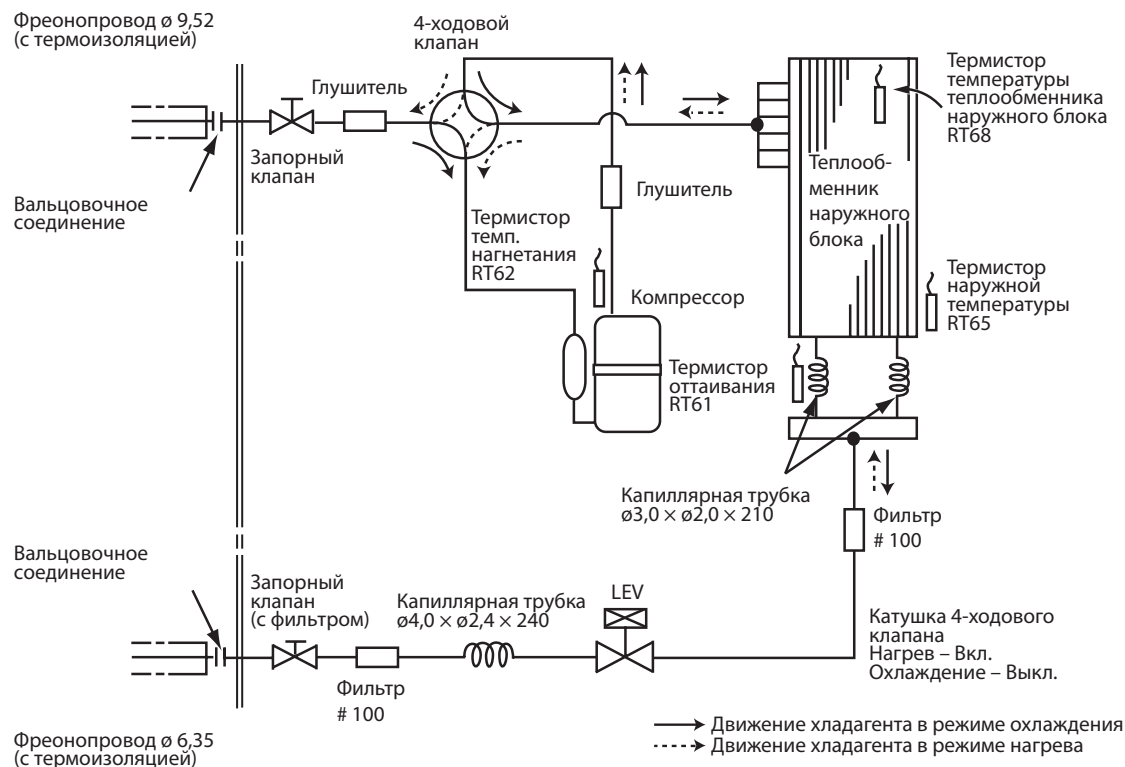 Фреонопровод ø 9,52
(с термоизоляцией)
4-ходовой
клапан
Глушитель
Запорный
клапан
Вальцовочное
соединение
Термистор
температуры
теплообменника
наружного блока
RT68
Теплооб-
менник
наружного
блока
Глушитель
Термистор
темп.
нагнетания
RT62
Компрессор
Термистор
наружной
температуры
RT65
Термистор
оттаивания
RT61
Капиллярная трубка
ø3,0 × ø2,0 × 210
Фильтр
# 100
Вальцовочное
соединение
Запорный
клапан
(с фильтром)
Капиллярная трубка
ø4,0 × ø2,4 × 240
LEV
Фильтр
# 100
Катушка 4-ходового
клапана
Нагрев – Вкл.
Охлаждение – Выкл.
Фреонопровод ø 6,35
(с термоизоляцией)
Движение хладагента в режиме охлаждения
Движение хладагента в режиме нагрева